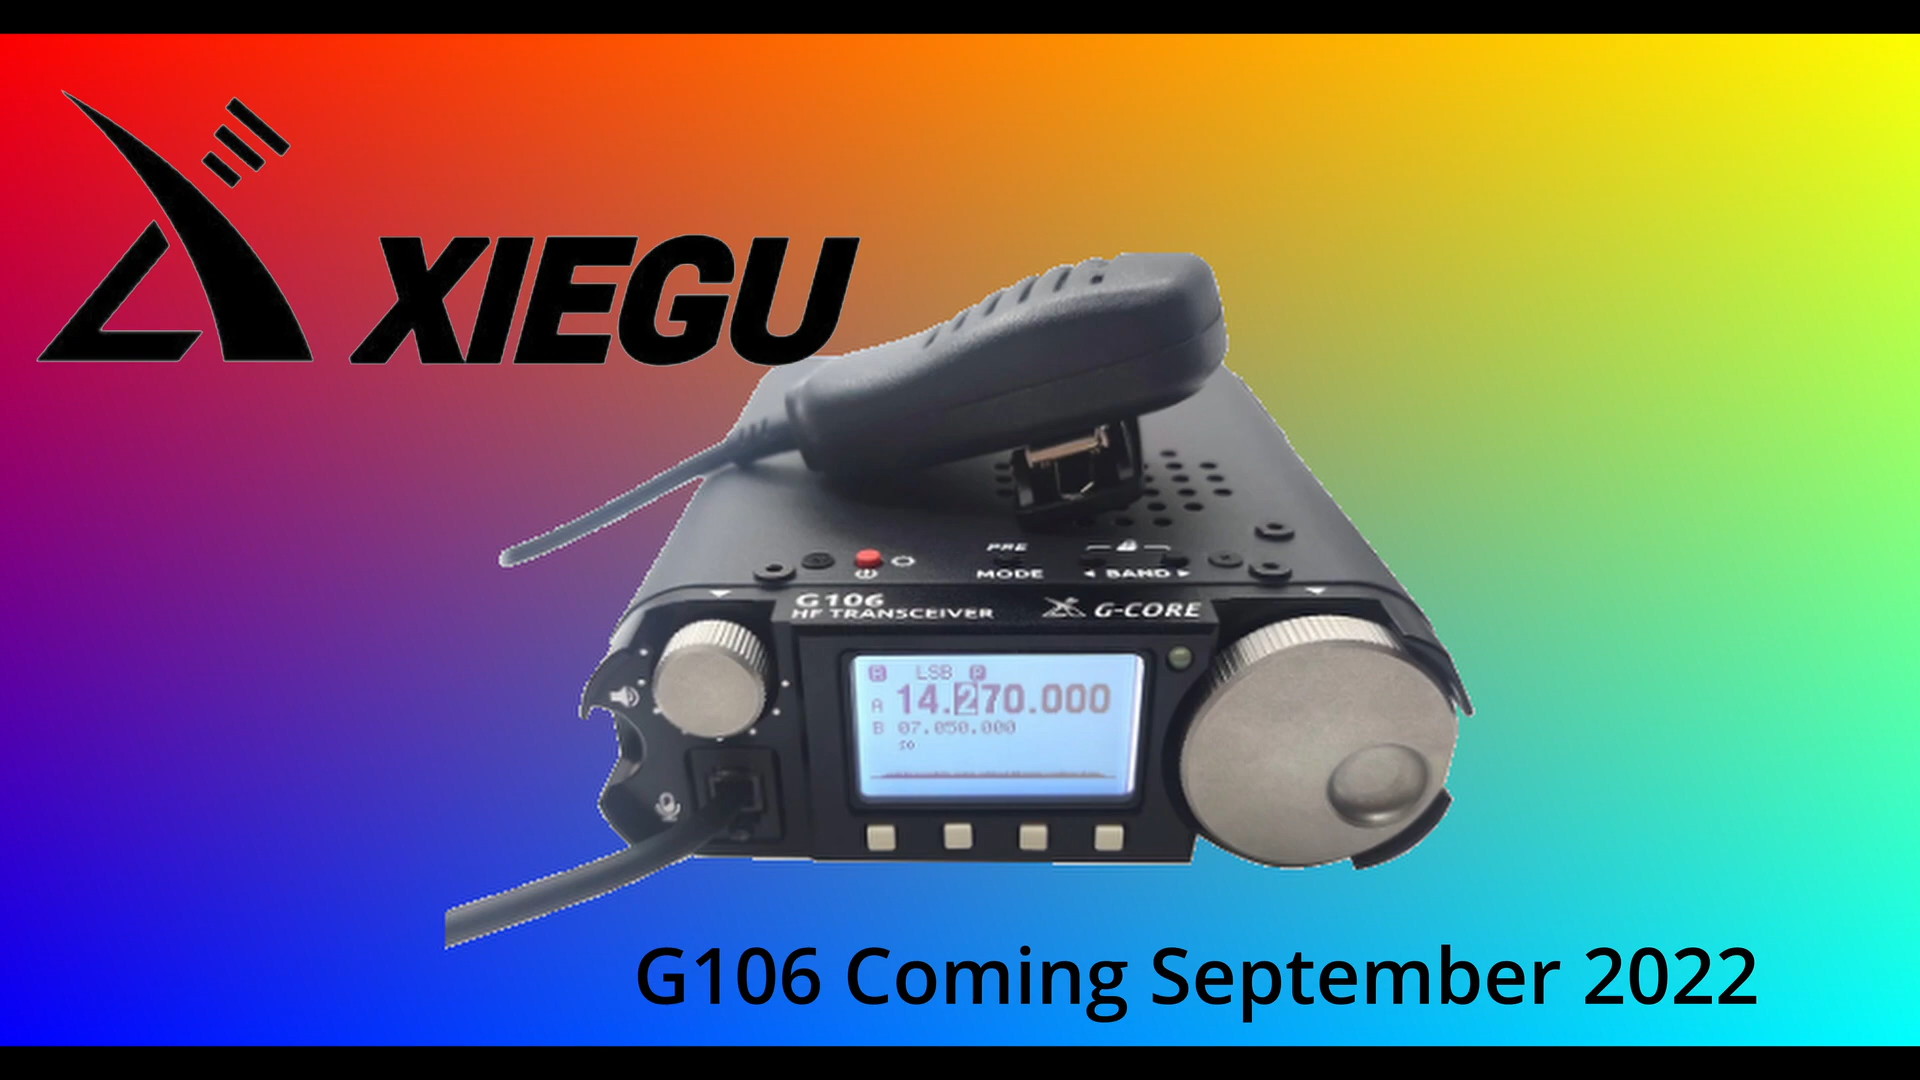 XIEGU
PRE
MODE
◄ BAND ►
G106
HF TRANSCEIVER
G-CORE
R LSB P
A 14.270.000
B 07.050.000
G106 Coming September 2022